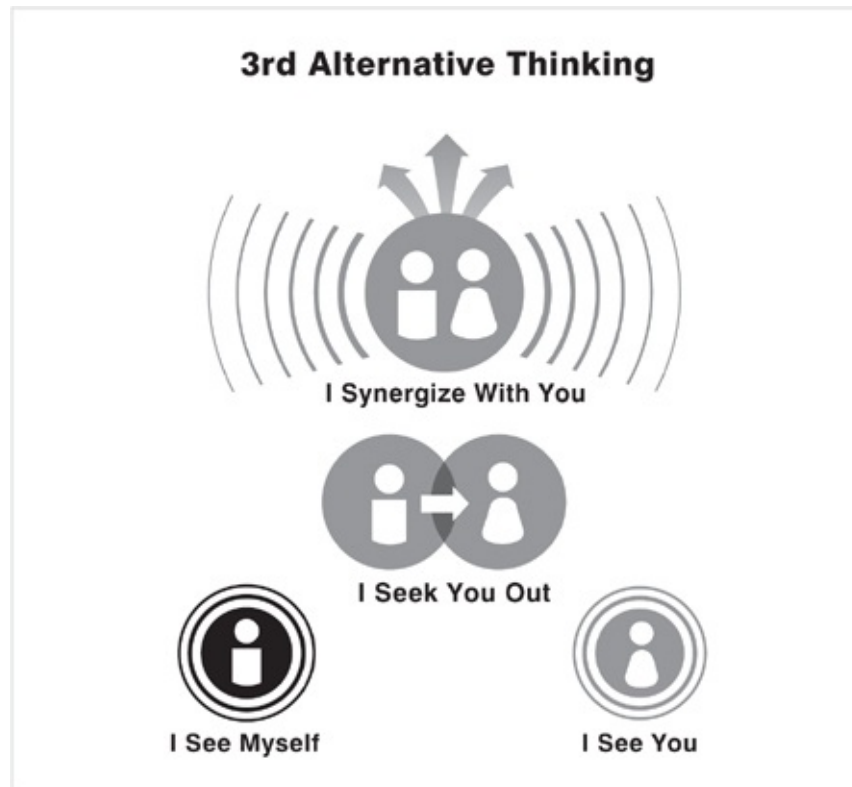 3rd Alternative Thinking
I Synergize With You
I Seek You Out
I See Myself
I See You